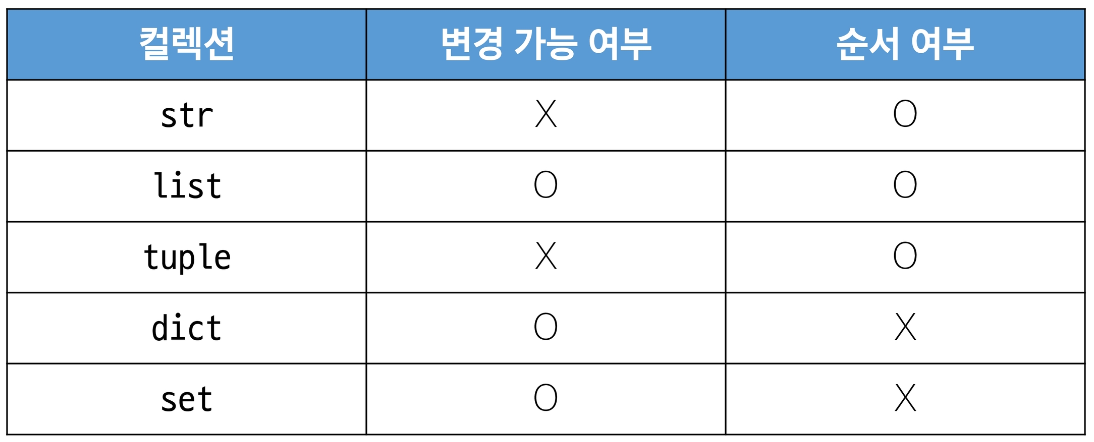 컬렉션 변경 가능 여부 순서 여부
str X O
list O O
tuple X O
dict O X
set O X